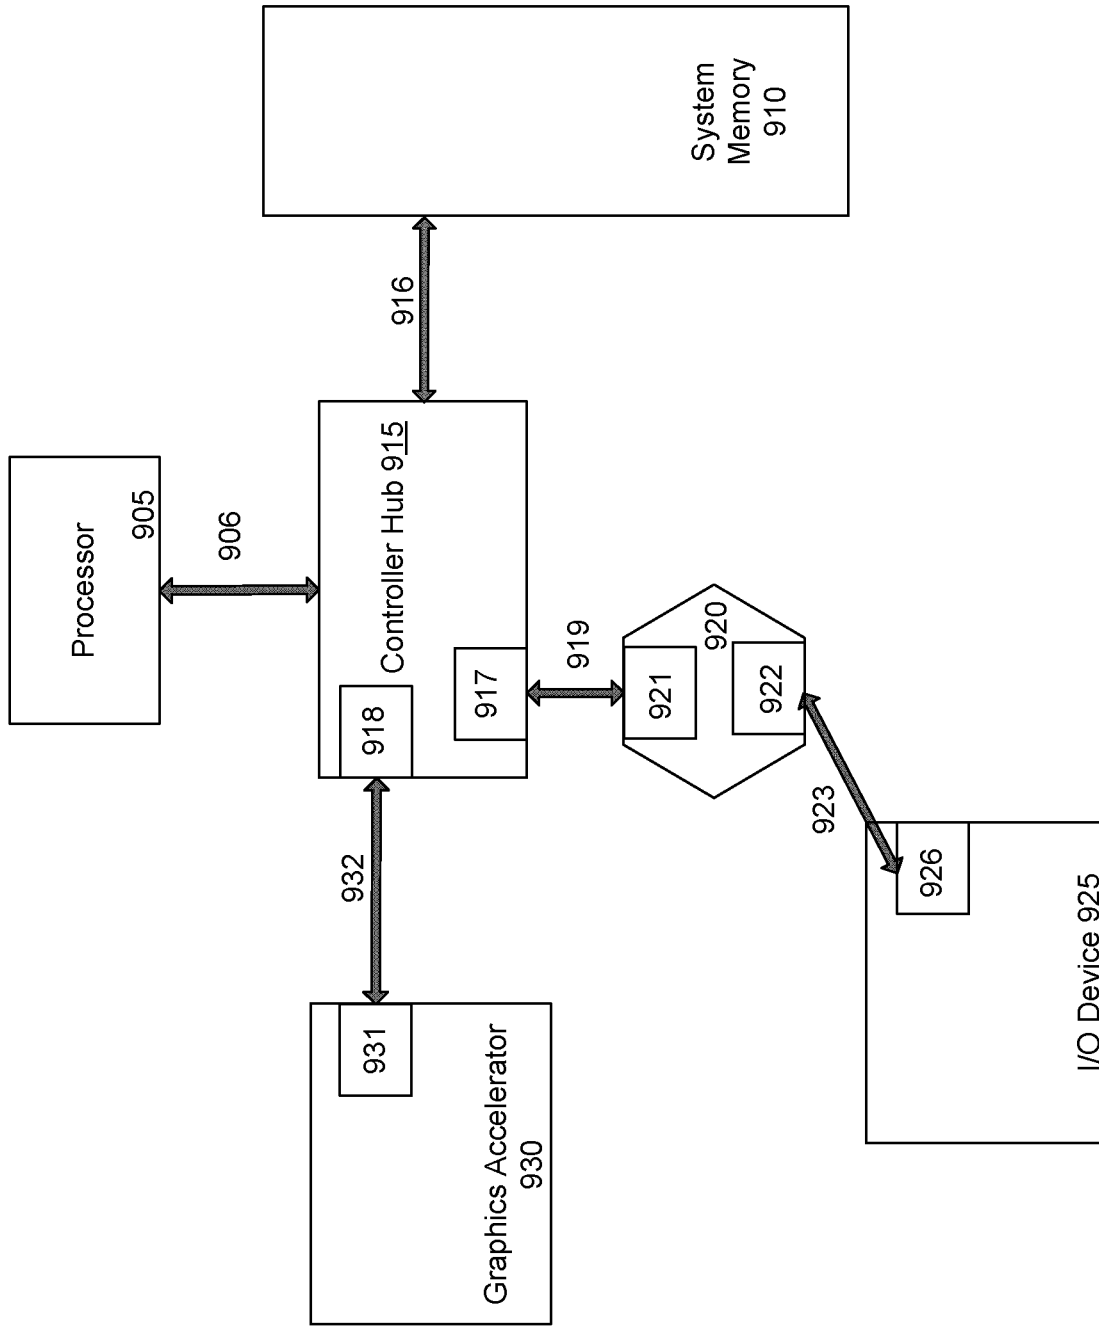 Processor
905
906
System
Memory
910
916
Controller Hub 915
918
917
932
931
Graphics Accelerator
930
919
920
921
922
923
926
I/O Device 925